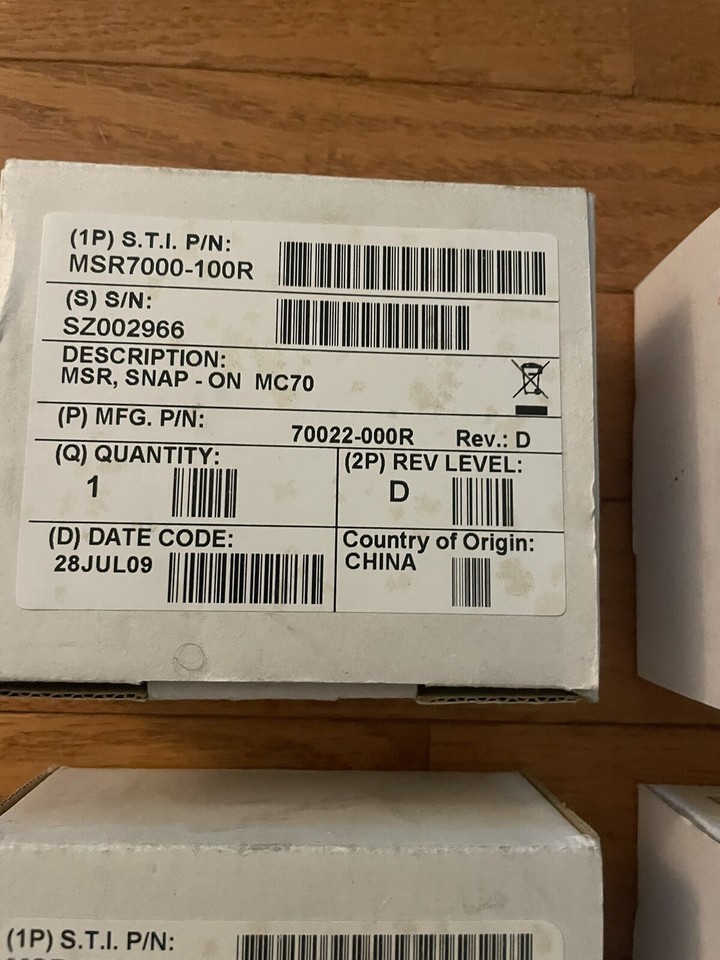 (1P) S.T.I. P/N:
MSR7000-100R
(S) S/N:
SZ002966
DESCRIPTION:
MSR, SNAP - ON MC70
(P) MFG. P/N:
70022-000R Rev.: D
(Q) QUANTITY:
1
(2P) REV LEVEL:
D
(D) DATE CODE:
28JUL09
Country of Origin:
CHINA
(1P) S.T.I. P/N: